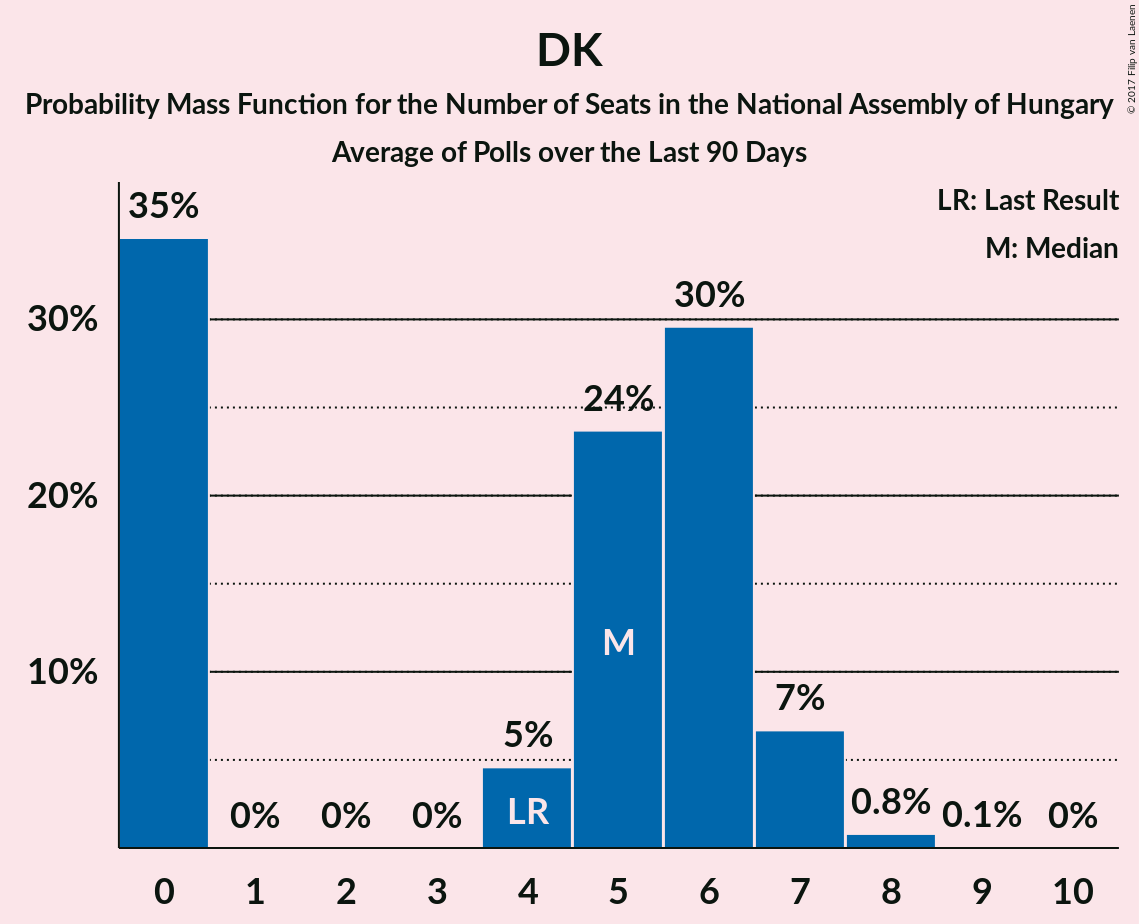 DK
Probability Mass Function for the Number of Seats in the National Assembly of Hungary
Average of Polls over the Last 90 Days
© 2017 Filip van Laenen
LR: Last Result
M: Median
35%
30%
30%
24%
20%
M
10%
7%
5%
LR
0%
0%
0%
0.8%
0.1%
0%
0 1 2 3 4 5 6 7 8 9 10